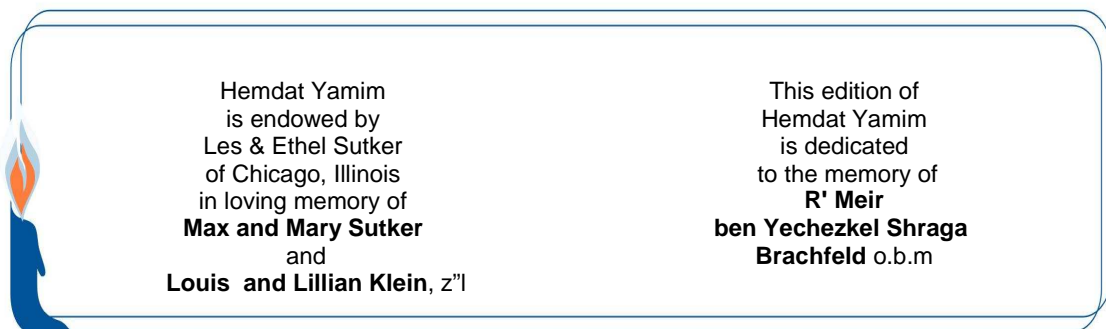 Hemdat Yamim
is endowed by
Les & Ethel Sutker
of Chicago, Illinois
in loving memory of
Max and Mary Sutker
and
Louis and Lillian Klein, z”l
This edition of
Hemdat Yamim
is dedicated
to the memory of
R' Meir
ben Yechezkel Shraga
Brachfeld o.b.m